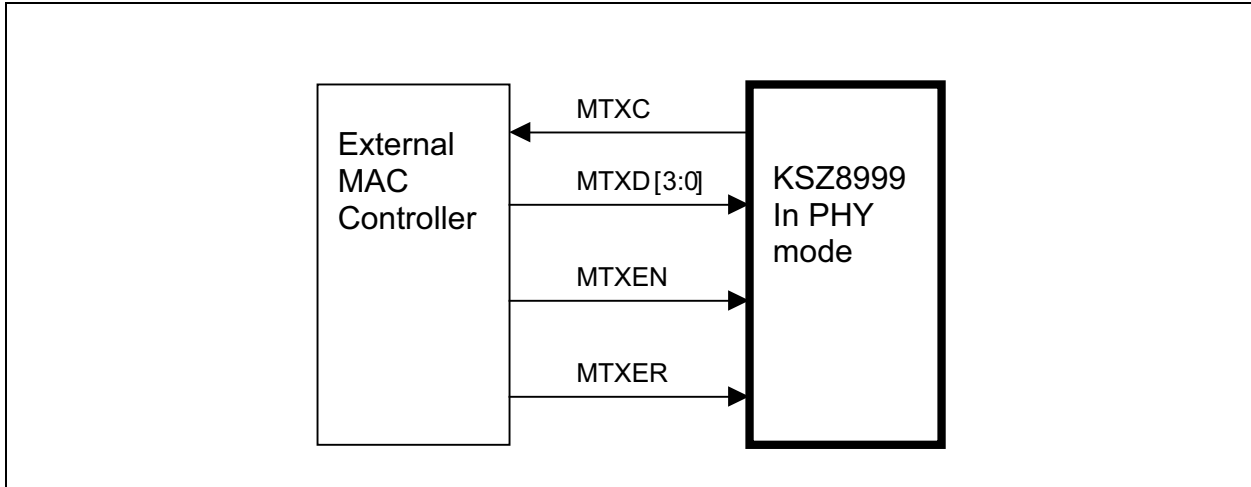 External
MAC
Controller
MTXC
MTXD[3:0]
MTXEN
MTXER
KSZ8999
In PHY
mode